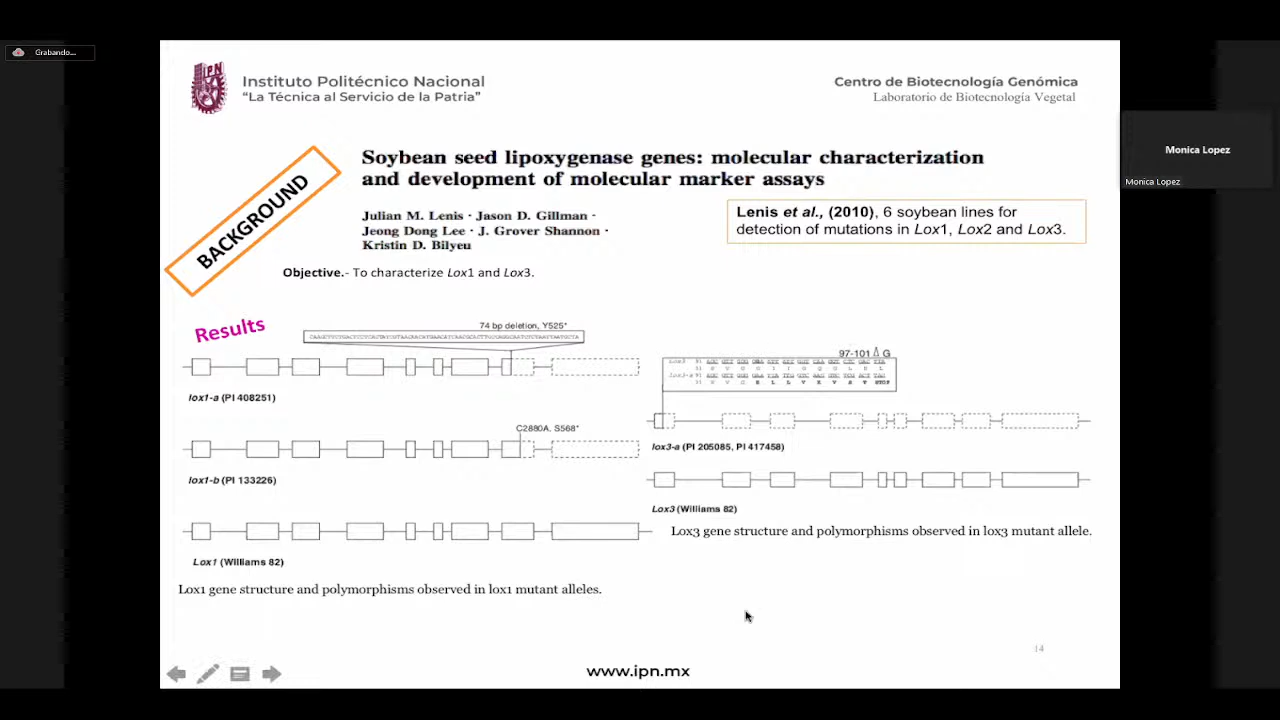 Grabando...
IPN
Instituto Politécnico Nacional
"La Técnica al Servicio de la Patria"
Centro de Biotecnología Genómica
Laboratorio de Biotecnología Vegetal
Monica Lopez
Monica Lopez
BACKGROUND
Soybean seed lipoxygenase genes: molecular characterization
and development of molecular marker assays
Julian M. Lenis · Jason D. Gillman ·
Jeong Dong Lee · J. Grover Shannon ·
Kristin D. Bilyeu
Lenis et al., (2010), 6 soybean lines for
detection of mutations in Lox1, Lox2 and Lox3.
Objective.- To characterize Lox1 and Lox3.
Results
74 bp deletion, Y525*
lox1-a (PI 408251)
C2880A, S568*
lox1-b (PI 133226)
Lox1 (Williams 82)
Lox1 gene structure and polymorphisms observed in lox1 mutant alleles.
97-101 Δ G
lox3-a (PI 205085, PI 417458)
Lox3 (Williams 82)
Lox3 gene structure and polymorphisms observed in lox3 mutant allele.
14
www.ipn.mx